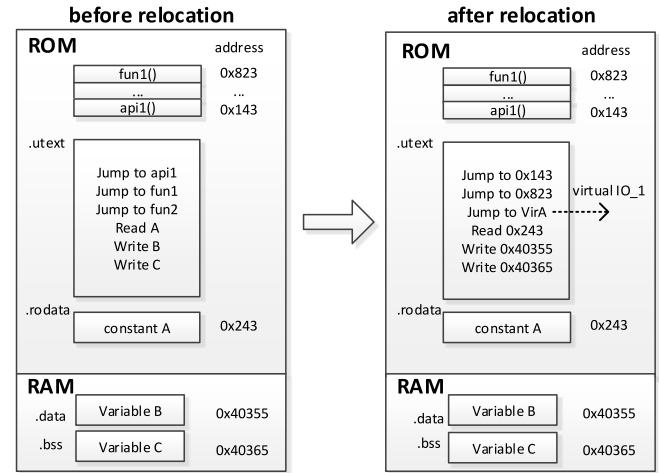 before relocation
ROM
address
fun1() 0x823
... ...
api1() 0x143
.utext
Jump to api1
Jump to fun1
Jump to fun2
Read A
Write B
Write C
.rodata
constant A 0x243
RAM
.data Variable B 0x40355
.bss Variable C 0x40365
after relocation
ROM
address
fun1() 0x823
... ...
api1() 0x143
.utext
Jump to 0x143
Jump to 0x823
Jump to VirA
Read 0x243
Write 0x40355
Write 0x40365
virtual IO_1
.rodata
constant A 0x243
RAM
.data Variable B 0x40355
.bss Variable C 0x40365